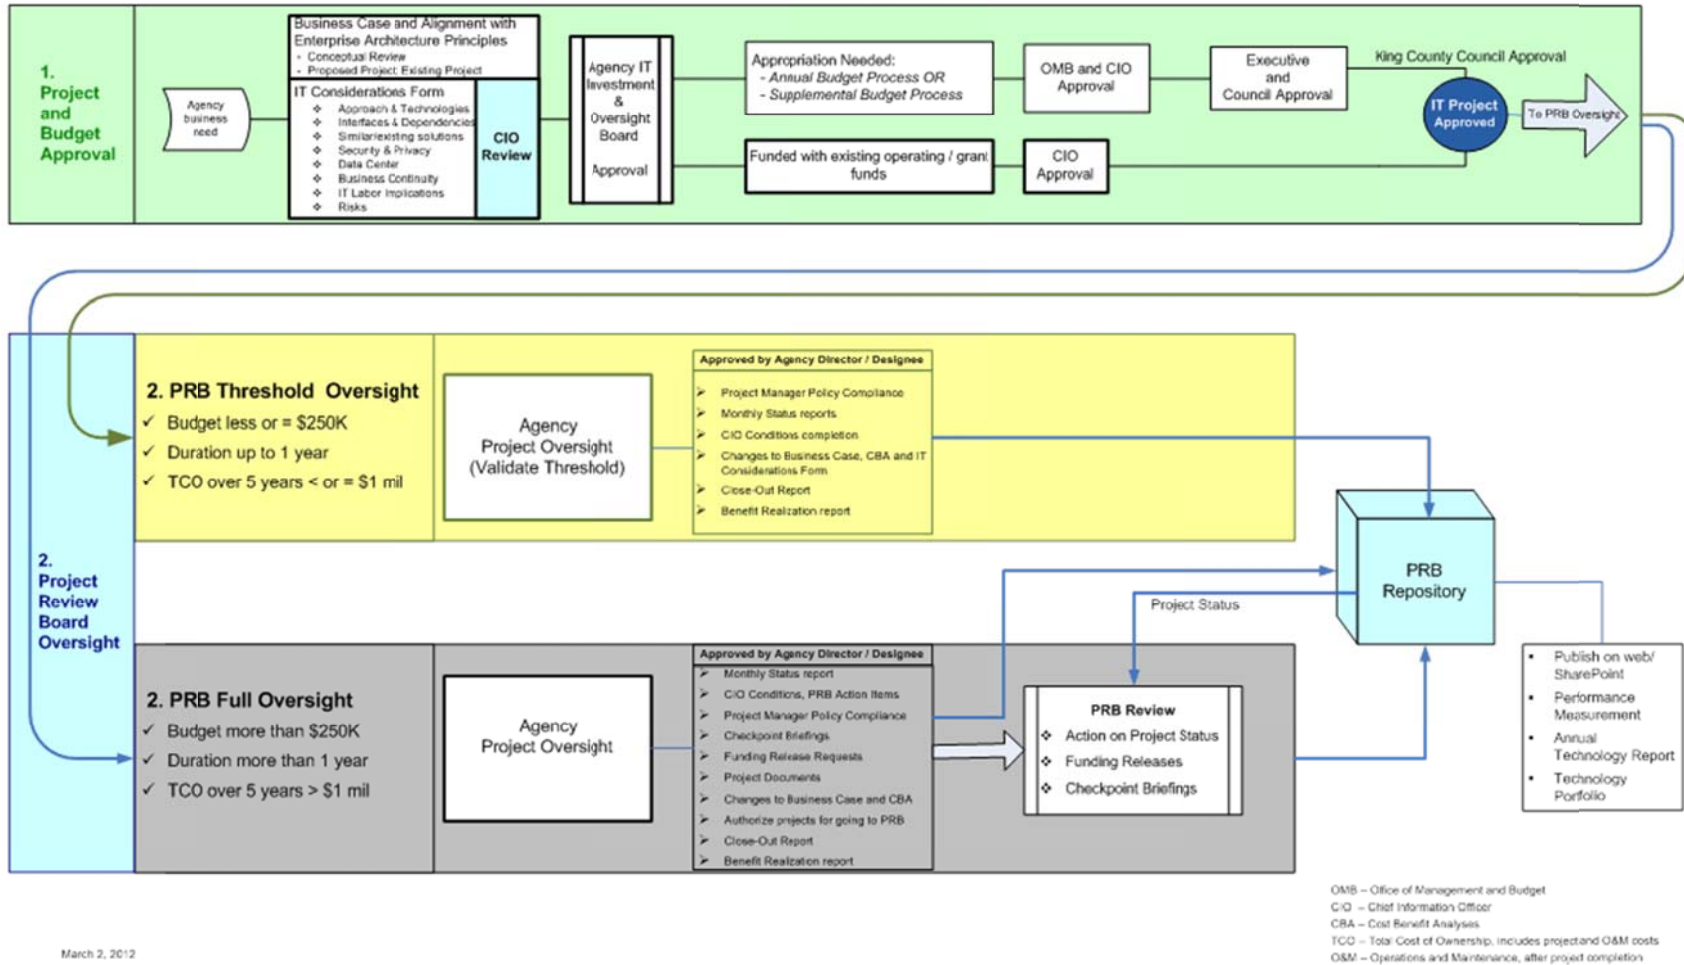 1.
Project
and
Budget
Approval
Agency
business
need
Business Case and Alignment with
Enterprise Architecture Principles
- Conceptual Review
- Proposed Project Existing Project
IT Considerations Form
❖ Approach & Technologies
❖ Interfaces & Dependencies
❖ Similar/existing solutions
❖ Security & Privacy
❖ Data Center
❖ Business Continuity
❖ IT Labor Implications
❖ Risks
CIO
Review
Agency IT
Investment
&
Oversight
Board
Approval
Appropriation Needed:
- Annual Budget Process OR
- Supplemental Budget Process
OMB and CIO
Approval
Executive
and
Council Approval
King County Council Approval
Funded with existing operating / grant
funds
CIO
Approval
IT Project
Approved
To PRB Oversight
2.
Project
Review
Board
Oversight
2. PRB Threshold Oversight
✓ Budget less or = $250K
✓ Duration up to 1 year
✓ TCO over 5 years < or = $1 mil
Agency
Project Oversight
(Validate Threshold)
Approved by Agency Director / Designee
➢ Project Manager Policy Compliance
➢ Monthly Status reports
➢ CIO Conditions completion
➢ Changes to Business Case, CBA and IT
Considerations Form
➢ Close-Out Report
➢ Benefit Realization report
2. PRB Full Oversight
✓ Budget more than $250K
✓ Duration more than 1 year
✓ TCO over 5 years > $1 mil
Agency
Project Oversight
Approved by Agency Director / Designee
➢ Monthly Status report
➢ CIO Conditions, PRB Action Items
➢ Project Manager Policy Compliance
➢ Checkpoint Briefings
➢ Funding Release Requests
➢ Project Documents
➢ Changes to Business Case and CBA
➢ Authorize projects for going to PRB
➢ Close-Out Report
➢ Benefit Realization report
Project Status
PRB Review
❖ Action on Project Status
❖ Funding Releases
❖ Checkpoint Briefings
PRB
Repository
▪ Publish on web/
SharePoint
▪ Performance
Measurement
▪ Annual
Technology Report
▪ Technology
Portfolio
OMB – Office of Management and Budget
CIO – Chief Information Officer
CBA – Cost Benefit Analyses
TCO – Total Cost of Ownership, includes project and O&M costs
O&M – Operations and Maintenance, after project completion
March 2, 2012